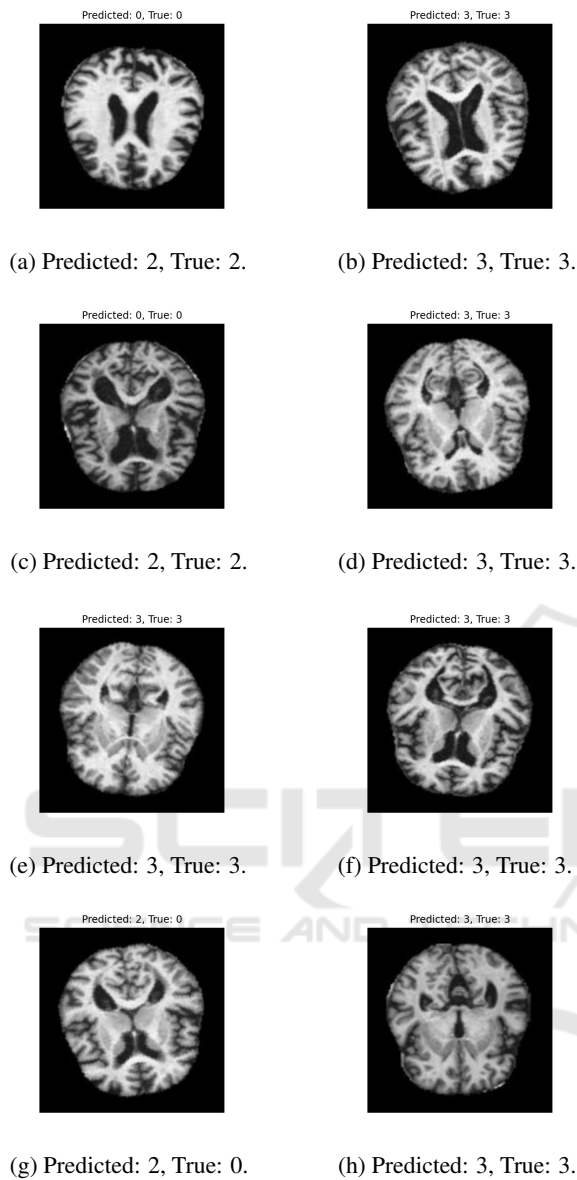 Predicted: 0, True: 0
Predicted: 3, True: 3
(a) Predicted: 2, True: 2.
(b) Predicted: 3, True: 3.
Predicted: 0, True: 0
Predicted: 3, True: 3
(c) Predicted: 2, True: 2.
(d) Predicted: 3, True: 3.
Predicted: 3, True: 3
Predicted: 3, True: 3
(e) Predicted: 3, True: 3.
(f) Predicted: 3, True: 3.
Predicted: 2, True: 0
Predicted: 3, True: 3
(g) Predicted: 2, True: 0.
(h) Predicted: 3, True: 3.